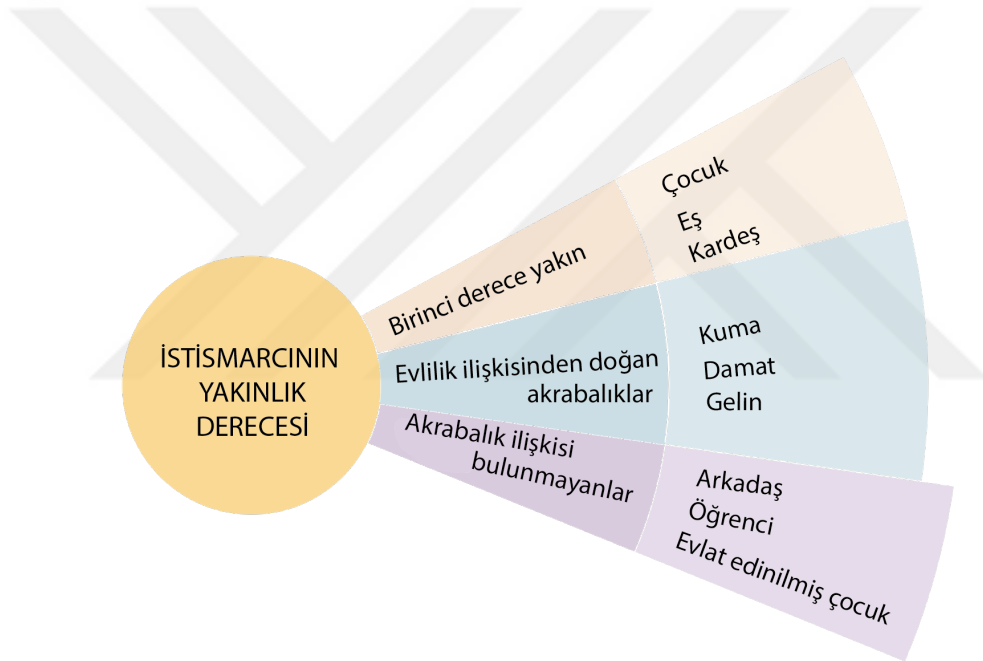 İSTİSMARCININ
YAKINLIK
DERECESİ
Birinci derece yakın
Çocuk
Eş
Kardeş
Evlilik ilişkisinden doğan
akrabalıklar
Kuma
Damat
Gelin
Akrabalık ilişkisi
bulunmayanlar
Arkadaş
Öğrenci
Evlat edinilmiş çocuk